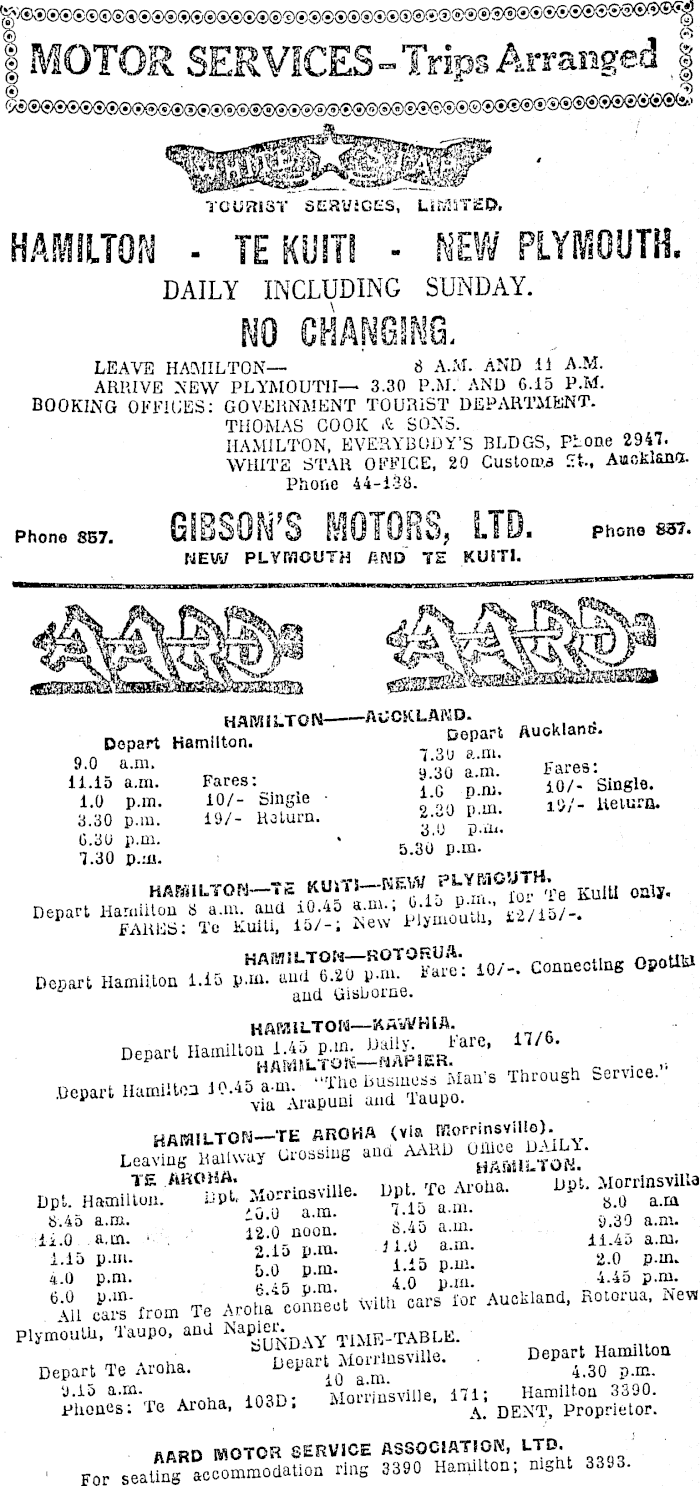 MOTOR SERVICES - Trips Arranged
WHITE STAR
TOURIST SERVICES, LIMITED.
HAMILTON - TE KUITI - NEW PLYMOUTH.
DAILY INCLUDING SUNDAY.
NO CHANGING.
LEAVE HAMILTON— 8 A.M. AND 11 A.M.
ARRIVE NEW PLYMOUTH— 3.30 P.M. AND 6.15 P.M.
BOOKING OFFICES: GOVERNMENT TOURIST DEPARTMENT.
THOMAS COOK & SONS.
HAMILTON, EVERYBODY'S BLDGS, Phone 2947.
WHITE STAR OFFICE, 20 Customs St., Auckland.
Phone 44-138.
Phone 857. GIBSON'S MOTORS, LTD. Phone 857.
NEW PLYMOUTH AND TE KUITI.
AARD AARD
HAMILTON——AUCKLAND.
Depart Hamilton. Depart Auckland.
9.0 a.m. 7.30 a.m.
11.15 a.m. Fares: 9.30 a.m. Fares:
1.0 p.m. 10/- Single 1.0 p.m. 10/- Single.
3.30 p.m. 19/- Return. 2.30 p.m. 19/- Return.
6.30 p.m. 3.0 p.m.
7.30 p.m. 5.30 p.m.
HAMILTON—TE KUITI—NEW PLYMOUTH.
Depart Hamilton 8 a.m. and 10.45 a.m.; 6.15 p.m., for Te Kuiti only.
FARES: Te Kuiti, 15/-; New Plymouth, £2/15/-.
HAMILTON—ROTORUA.
Depart Hamilton 1.15 p.m. and 6.20 p.m. Fare: 10/-. Connecting Opotiki
and Gisborne.
HAMILTON—KAWHIA.
Depart Hamilton 1.45 p.m. Daily. Fare, 17/6.
HAMILTON—NAPIER.
Depart Hamilton 10.45 a.m. "The Business Man's Through Service."
via Arapuni and Taupo.
HAMILTON—TE AROHA (via Morrinsville).
Leaving Railway Crossing and AARD Office DAILY.
TE AROHA. HAMILTON.
Dpt. Hamilton. Dpt. Morrinsville. Dpt. Te Aroha. Dpt. Morrinsville
8.45 a.m. 10.0 a.m. 7.15 a.m. 8.0 a.m
11.0 a.m. 12.0 noon. 8.45 a.m. 9.30 a.m.
1.15 p.m. 2.15 p.m. 11.0 a.m. 11.45 a.m.
4.0 p.m. 5.0 p.m. 1.15 p.m. 2.0 p.m.
6.0 p.m. 6.45 p.m. 4.0 p.m. 4.45 p.m.
All cars from Te Aroha connect with cars for Auckland, Rotorua, New
Plymouth, Taupo, and Napier.
SUNDAY TIME-TABLE.
Depart Te Aroha. Depart Morrinsville. Depart Hamilton
9.15 a.m. 10 a.m. 4.30 p.m.
Phones: Te Aroha, 103D; Morrinsville, 171; Hamilton 3390.
A. DENT, Proprietor.
AARD MOTOR SERVICE ASSOCIATION, LTD.
For seating accommodation ring 3390 Hamilton; night 3393.